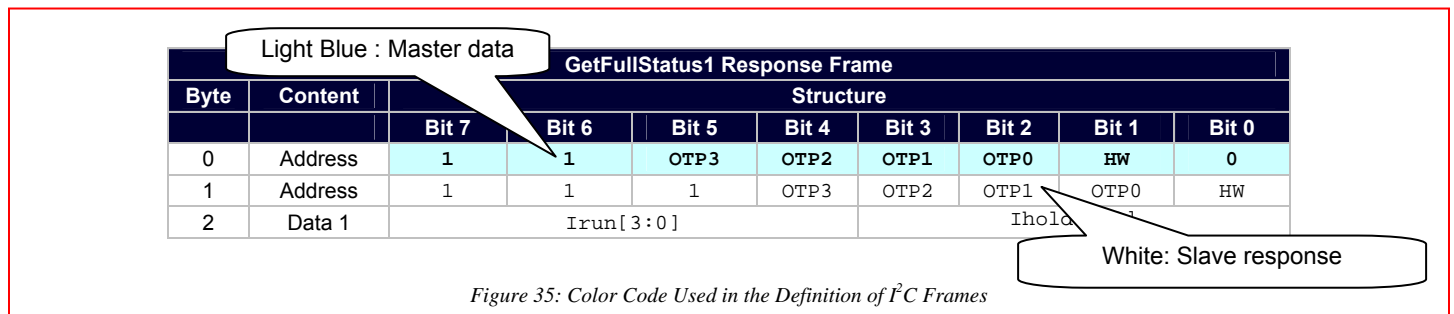 Light Blue : Master data
GetFullStatus1 Response Frame
Byte Content Structure
Bit 7 Bit 6 Bit 5 Bit 4 Bit 3 Bit 2 Bit 1 Bit 0
0 Address 1 1 OTP3 OTP2 OTP1 OTP0 HW 0
1 Address 1 1 1 OTP3 OTP2 OTP1 OTP0 HW
2 Data 1 Irun[3:0]
White: Slave response
Figure 35: Color Code Used in the Definition of I²C Frames